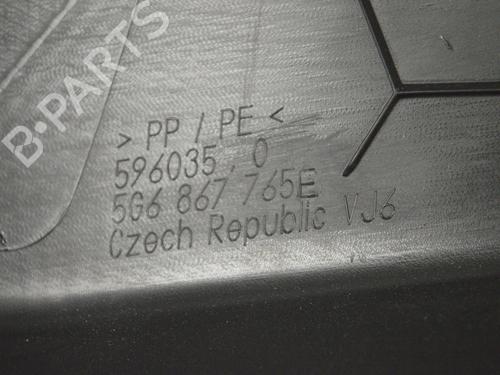 B-PARTS
> PP / PE <
596035.0
5G6 867 765E
Czech Republic VJ6